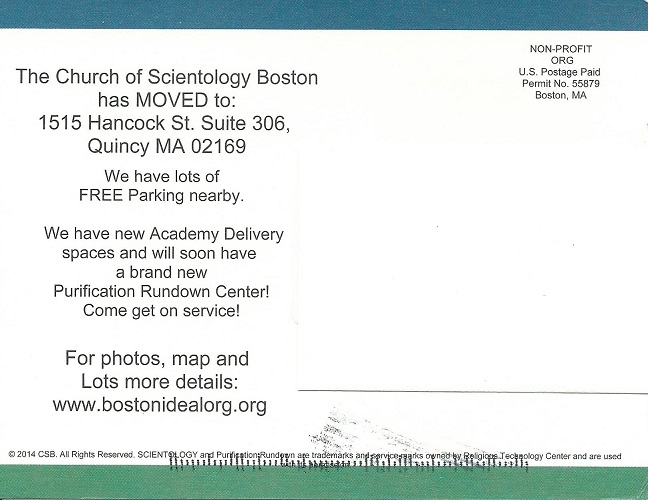 The Church of Scientology Boston
has MOVED to:
1515 Hancock St. Suite 306,
Quincy MA 02169
We have lots of
FREE Parking nearby.
We have new Academy Delivery
spaces and will soon have
a brand new
Purification Rundown Center!
Come get on service!
For photos, map and
Lots more details:
www.bostonidealorg.org
NON-PROFIT
ORG
U.S. Postage Paid
Permit No. 55879
Boston, MA
© 2014 CSB. All Rights Reserved. SCIENTOLOGY and Purification Rundown are trademarks and service marks owned by Religious Technology Center and are used